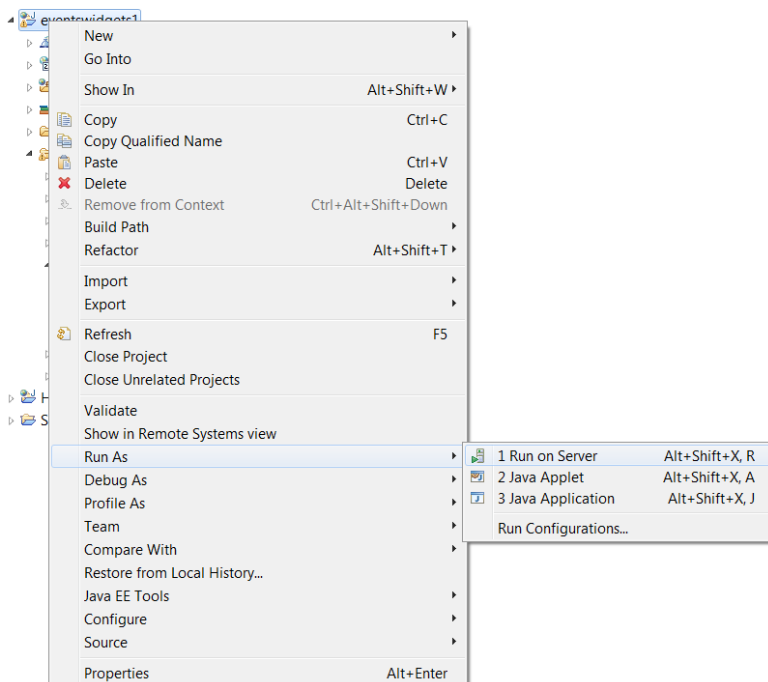 eventswidgets1
New
Go Into
Show In Alt+Shift+W
Copy Ctrl+C
Copy Qualified Name
Paste Ctrl+V
Delete Delete
Remove from Context Ctrl+Alt+Shift+Down
Build Path
Refactor Alt+Shift+T
Import
Export
Refresh F5
Close Project
Close Unrelated Projects
H
Validate
S
Show in Remote Systems view
Run As
1 Run on Server Alt+Shift+X, R
Debug As
2 Java Applet Alt+Shift+X, A
Profile As
3 Java Application Alt+Shift+X, J
Team
Run Configurations...
Compare With
Restore from Local History...
Java EE Tools
Configure
Source
Properties Alt+Enter